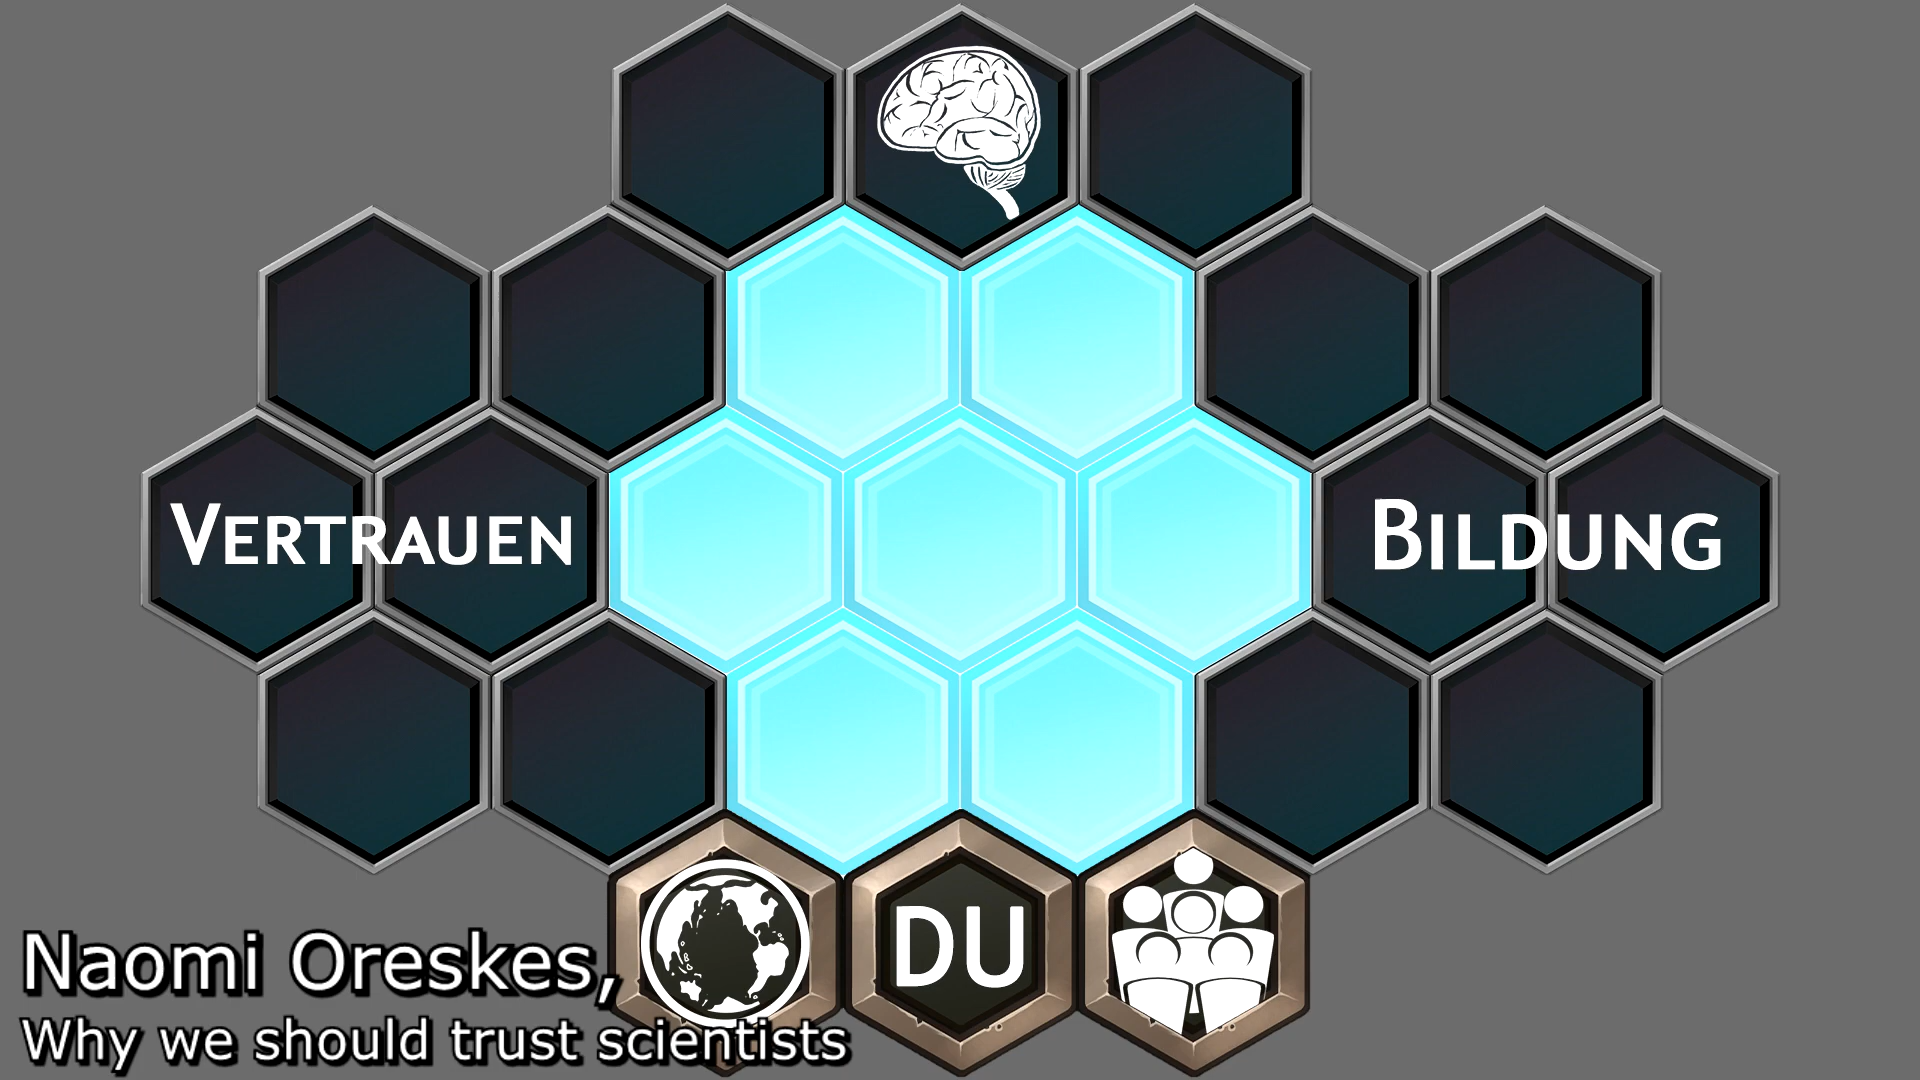 VERTRAUEN
BILDUNG
DU
Naomi Oreskes,
Why we should trust scientists